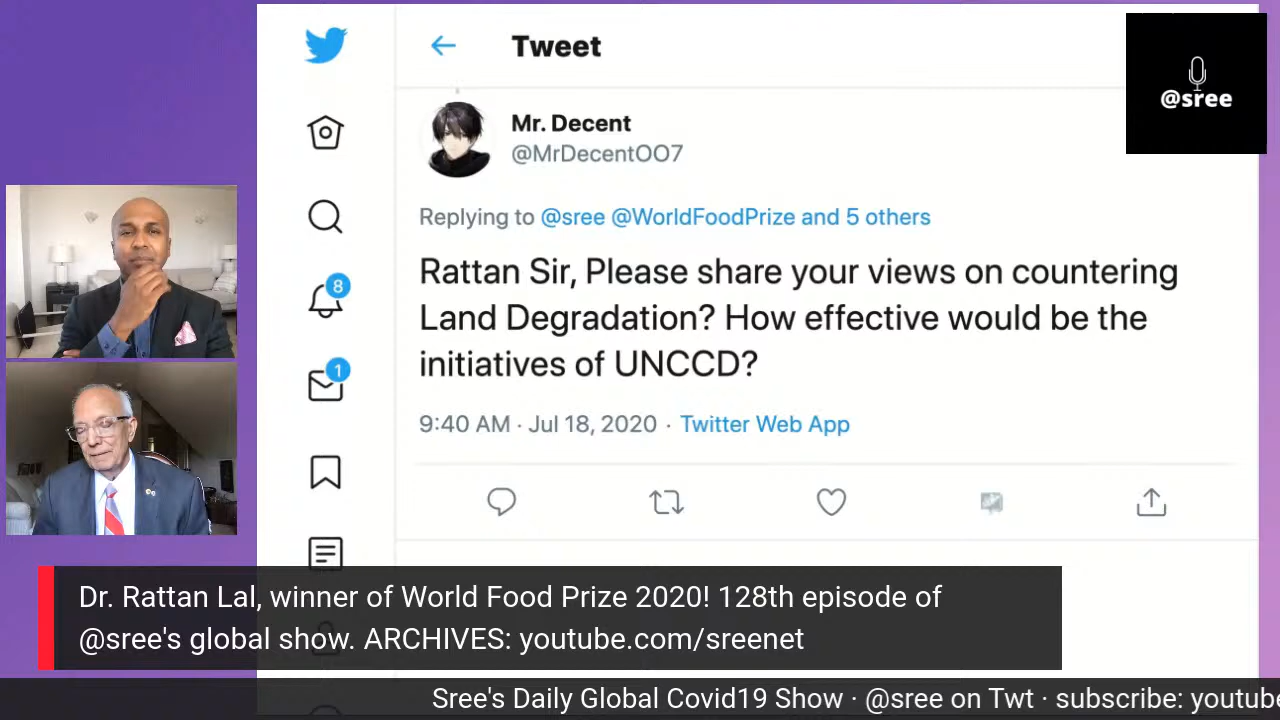 Tweet
@sree
Mr. Decent
@MrDecentOO7
Replying to @sree @WorldFoodPrize and 5 others
Rattan Sir, Please share your views on countering
Land Degradation? How effective would be the
initiatives of UNCCD?
9:40 AM · Jul 18, 2020 · Twitter Web App
8
1
Dr. Rattan Lal, winner of World Food Prize 2020! 128th episode of
@sree's global show. ARCHIVES: youtube.com/sreenet
Sree's Daily Global Covid19 Show · @sree on Twt · subscribe: youtube